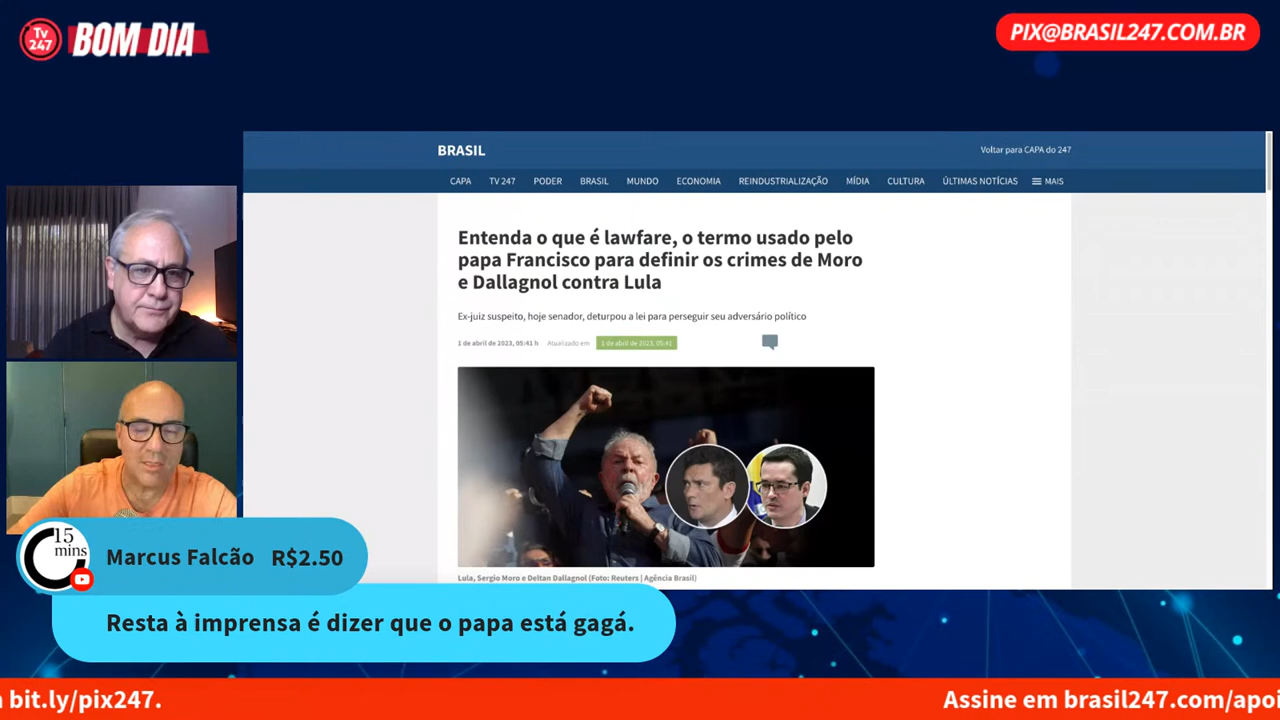 Tv
247
BOM DIA
PIX@BRASIL247.COM.BR
BRASIL
Voltar para CAPA do 247
CAPA TV 247 PODER BRASIL MUNDO ECONOMIA REINDUSTRIALIZAÇÃO MÍDIA CULTURA ÚLTIMAS NOTÍCIAS MAIS
Entenda o que é lawfare, o termo usado pelo
papa Francisco para definir os crimes de Moro
e Dallagnol contra Lula
Ex-juiz suspeito, hoje senador, deturpou a lei para perseguir seu adversário político
1 de abril de 2023, 05:41 h Atualizado em 1 de abril de 2023, 05:41
Lula, Sergio Moro e Deltan Dallagnol (Foto: Reuters | Agência Brasil)
15
mins
Marcus Falcão R$2.50
Resta à imprensa é dizer que o papa está gagá.
bit.ly/pix247. Assine em brasil247.com/apoi